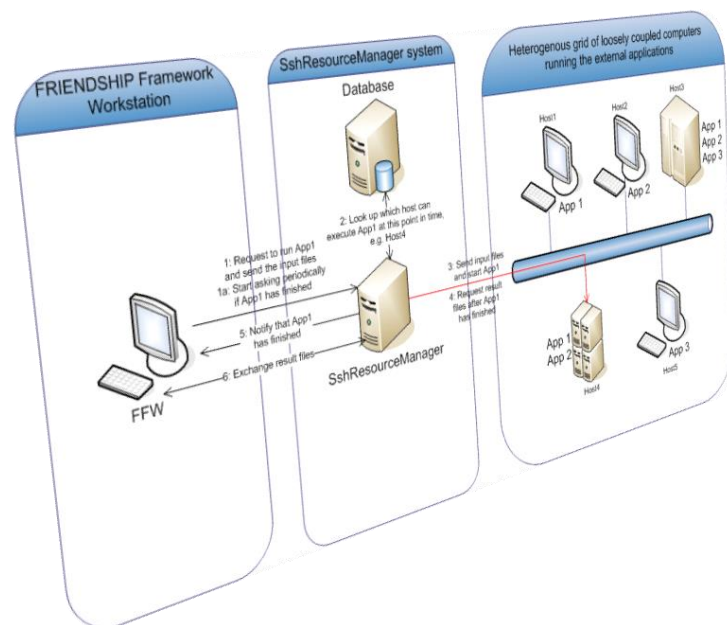 FRIENDSHIP Framework
Workstation
FFW
1: Request to run App1
and send the input files
1a: Start asking periodically
if App1 has finished
5: Notify that App1
has finished
6: Exchange result files
SshResourceManager system
Database
2: Look up which host can
execute App1 at this point in time,
e.g. Host4
SshResourceManager
3: Send input files
and start App1
4: Request result
files after App1
has finished
Heterogenous grid of loosely coupled computers
running the external applications
Host1
App 1
Host2
App 2
Host3
App 1
App 2
App 3
App 1
App 2
Host4
App 3
Host5